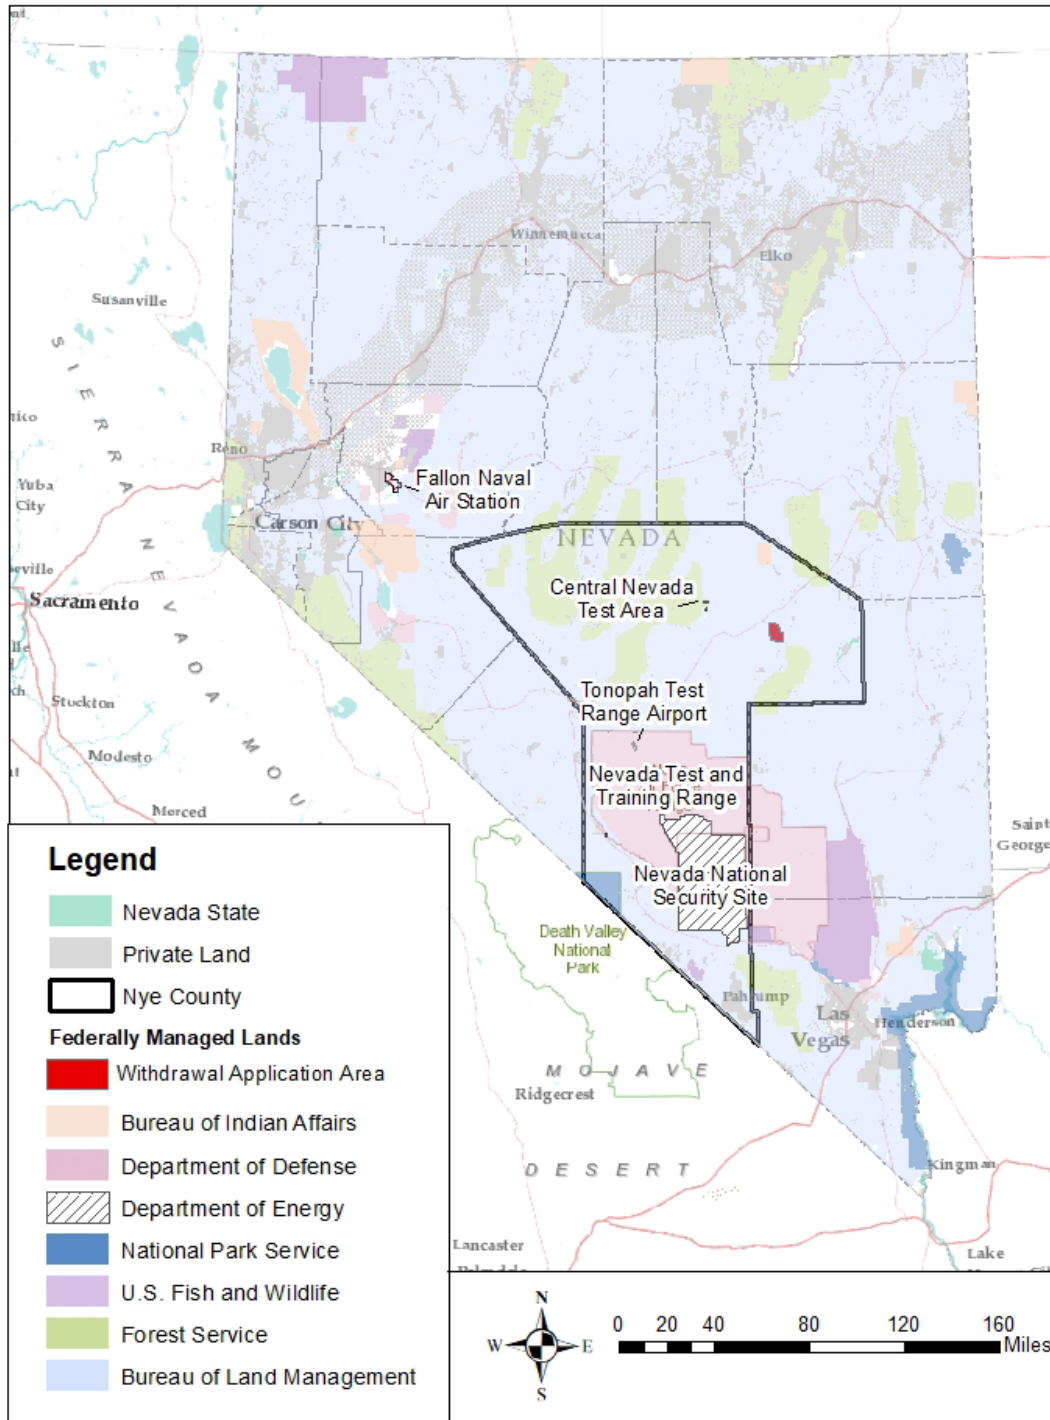 Winnemucca
Elko
Susanville
SIERRA NEVADA MOU
Reno
Yuba
City
Fallon Naval
Air Station
Carson City
NEVADA
Sacramento
Central Nevada
Test Area
Stockton
Tonopah Test
Range Airport
Modesto
Nevada Test and
Training Range
Merced
Saint
George
Nevada National
Security Site
Death Valley
National
Park
Pahrump
Las
Vegas
Henderson
MOJAVE
Ridgecrest
DESERT
Kingman
Lancaster
Lake
Legend
Nevada State
Private Land
Nye County
Federally Managed Lands
Withdrawal Application Area
Bureau of Indian Affairs
Department of Defense
Department of Energy
National Park Service
U.S. Fish and Wildlife
Forest Service
Bureau of Land Management
N
W E
S
0 20 40 80 120 160
Miles